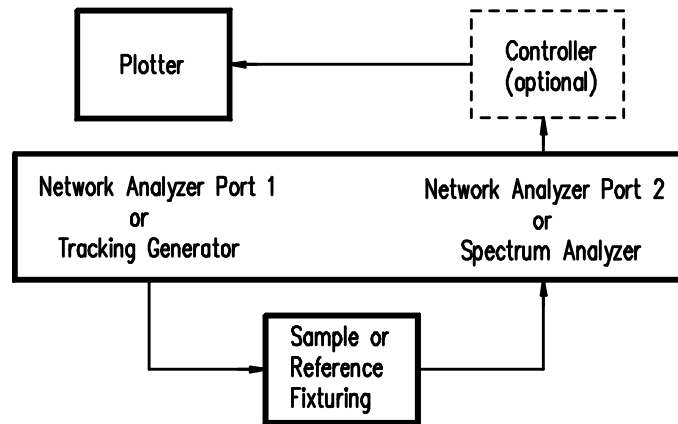 Plotter
Controller
(optional)
Network Analyzer Port 1
or
Tracking Generator
Network Analyzer Port 2
or
Spectrum Analyzer
Sample or
Reference
Fixturing